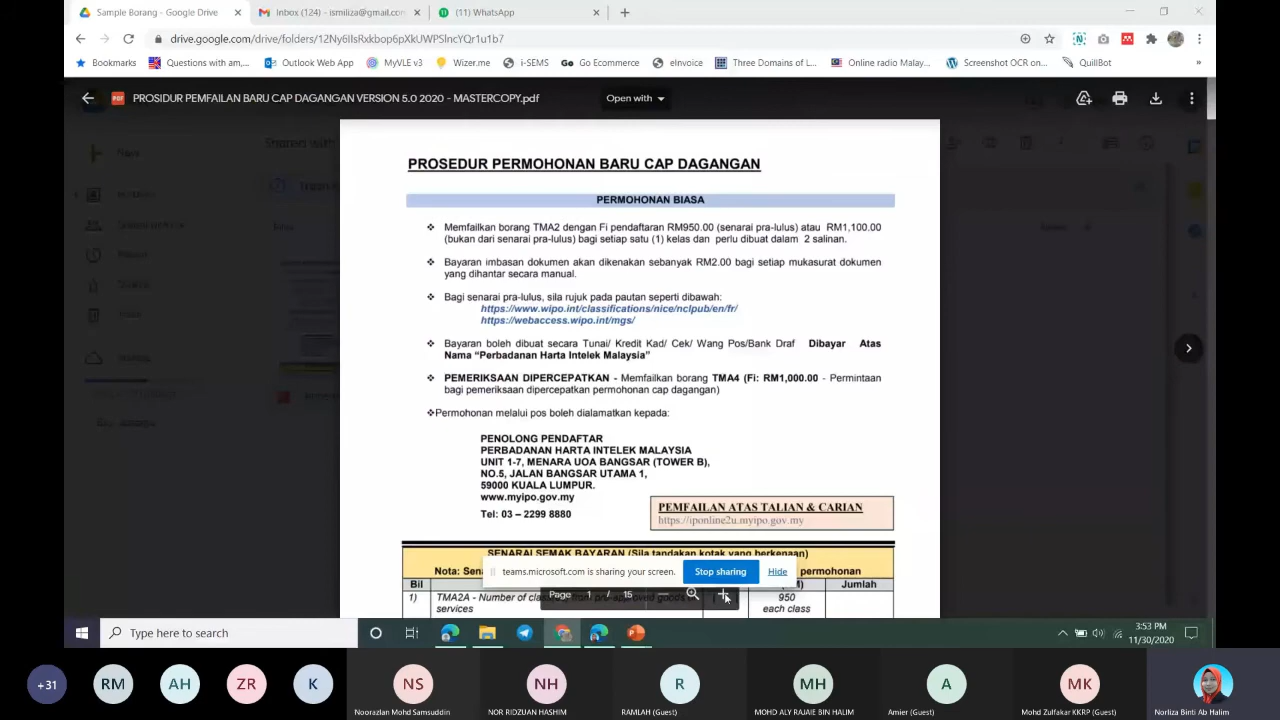 Sample Borang - Google Drive
Inbox (124) - ismiliza@gmail.com
(11) WhatsApp
drive.google.com/drive/folders/12Ny6IlsRxkbop6pXkUWPSlncYQr1u1b7
Bookmarks Questions with am,... Outlook Web App MyVLE v3 Wizer.me i-SEMS Go Ecommerce eInvoice Three Domains of L... Online radio Malay... Screenshot OCR on... QuillBot »
PDF PROSIDUR PEMFAILAN BARU CAP DAGANGAN VERSION 5.0 2020 - MASTERCOPY.pdf
Open with
PROSEDUR PERMOHONAN BARU CAP DAGANGAN
PERMOHONAN BIASA
Memfailkan borang TMA2 dengan Fi pendaftaran RM950.00 (senarai pra-lulus) atau RM1,100.00
(bukan dari senarai pra-lulus) bagi setiap satu (1) kelas dan perlu dibuat dalam 2 salinan.
Bayaran imbasan dokumen akan dikenakan sebanyak RM2.00 bagi setiap mukasurat dokumen
yang dihantar secara manual.
Bagi senarai pra-lulus, sila rujuk pada pautan seperti dibawah:
https://www.wipo.int/classifications/nice/nclpub/en/fr/
https://webaccess.wipo.int/mgs/
Bayaran boleh dibuat secara Tunai/ Kredit Kad/ Cek/ Wang Pos/Bank Draf Dibayar Atas
Nama “Perbadanan Harta Intelek Malaysia”
PEMERIKSAAN DIPERCEPATKAN - Memfailkan borang TMA4 (Fi: RM1,000.00 - Permintaan
bagi pemeriksaan dipercepatkan permohonan cap dagangan)
Permohonan melalui pos boleh dialamatkan kepada:
PENOLONG PENDAFTAR
PERBADANAN HARTA INTELEK MALAYSIA
UNIT 1-7, MENARA UOA BANGSAR (TOWER B),
NO.5, JALAN BANGSAR UTAMA 1,
59000 KUALA LUMPUR.
www.myipo.gov.my
Tel: 03 – 2299 8880
PEMFAILAN ATAS TALIAN & CARIAN
https://iponline2u.myipo.gov.my
SENARAI SEMAK BAYARAN (Sila tandakan kotak yang berkenaan)
Nota: permohonan
teams.microsoft.com is sharing your screen. Stop sharing Hide
Bil Jumlah
1) TMA2A - Number of
services
950
each class
Page 1 / 15
Type here to search
3:53 PM
11/30/2020
+31 RM AH ZR K NS NH R MH A MK
Noorazlan Mohd Samsuddin NOR RIDZUAN HASHIM RAMLAH (Guest) MOHD ALY RAJAIE BIN HALIM Amier (Guest) Mohd Zulfakar KKRP (Guest) Norliza Binti Ab Halim